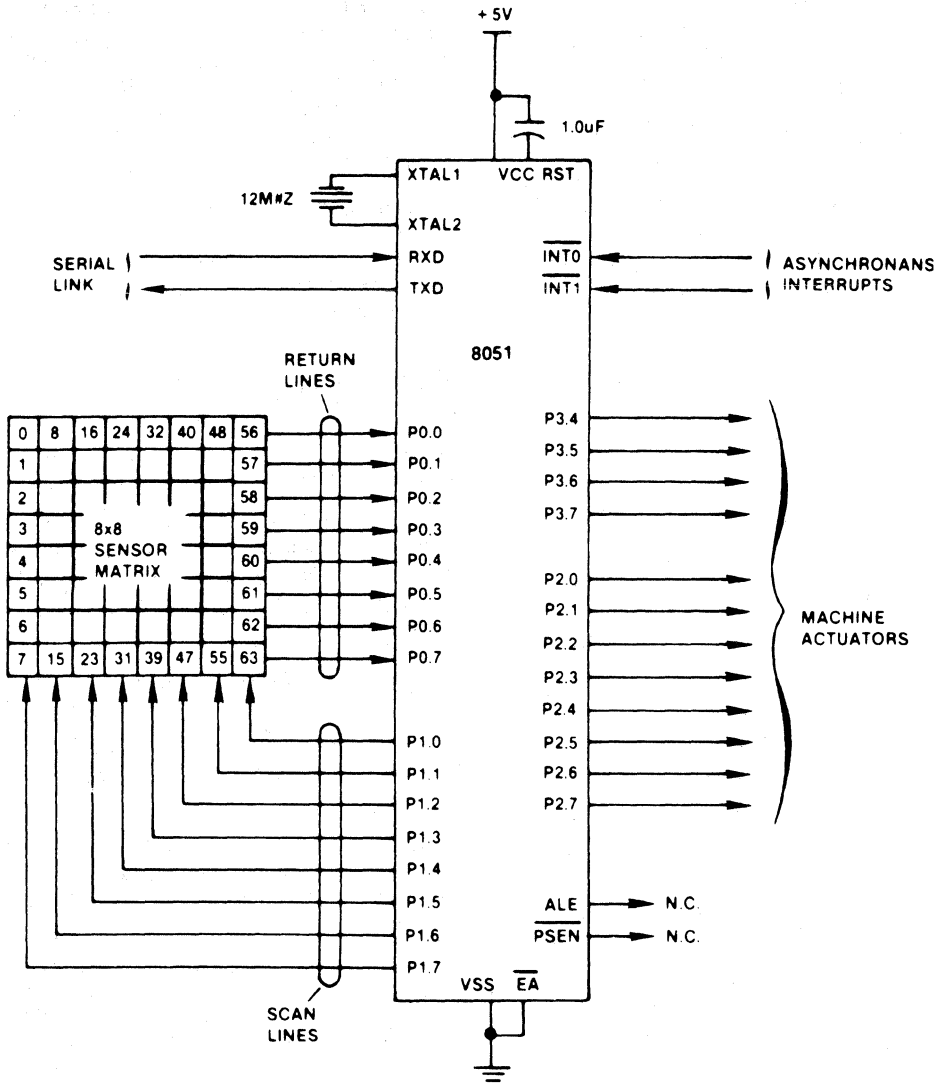 + 5V
1.0uF
XTAL1
VCC RST
12M#Z
XTAL2
SERIAL
LINK
RXD
INT0
ASYNCHRONANS
INTERRUPTS
TXD
INT1
8051
RETURN
LINES
0 8 16 24 32 40 48 56
1 57
2 58
3 59
4 60
5 61
6 62
7 15 23 31 39 47 55 63
8x8
SENSOR
MATRIX
P0.0
P0.1
P0.2
P0.3
P0.4
P0.5
P0.6
P0.7
P3.4
P3.5
P3.6
P3.7
P2.0
P2.1
P2.2
P2.3
P2.4
P2.5
P2.6
P2.7
MACHINE
ACTUATORS
P1.0
P1.1
P1.2
P1.3
P1.4
P1.5
P1.6
P1.7
SCAN
LINES
ALE
N.C.
PSEN
N.C.
VSS
EA